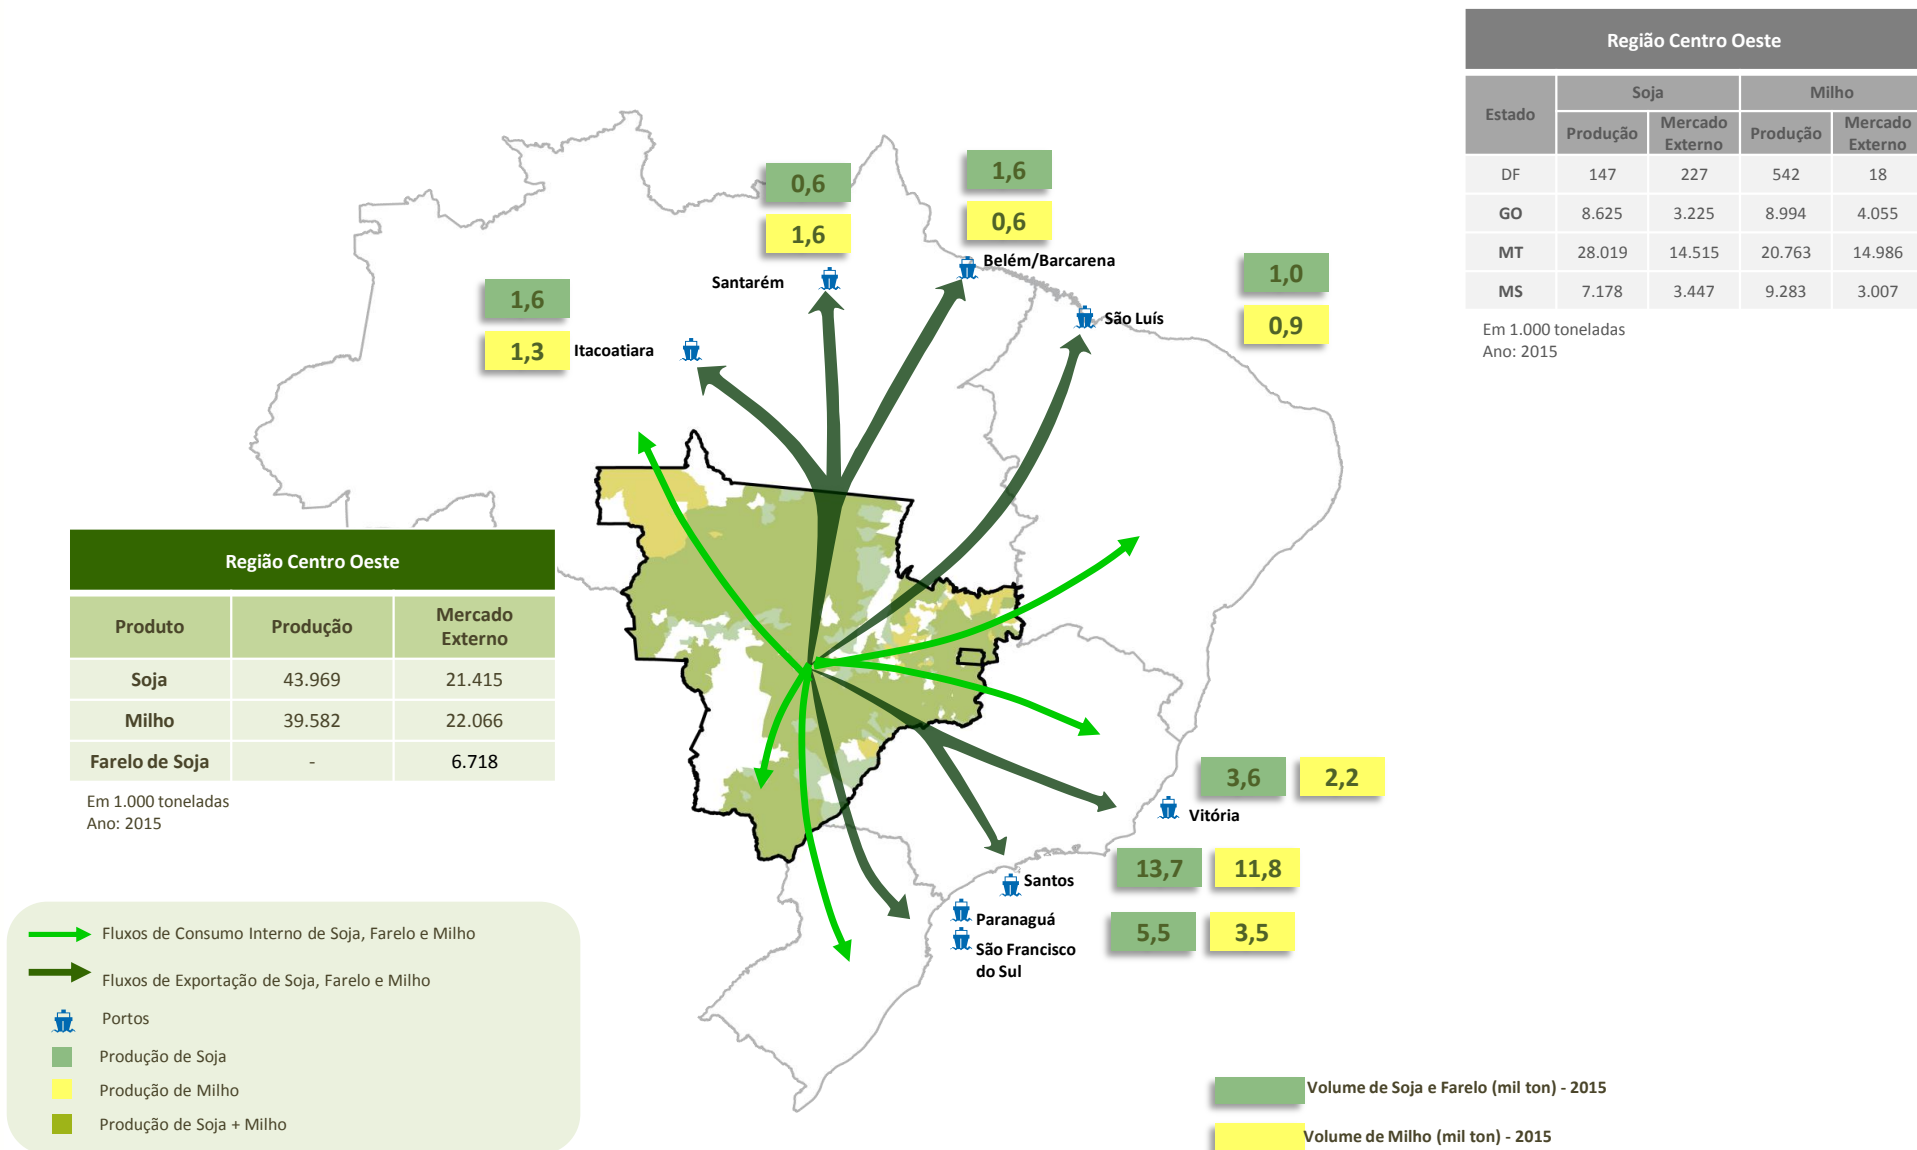 Região Centro Oeste
Estado Soja Milho
Produção Mercado Externo Produção Mercado Externo
DF 147 227 542 18
GO 8.625 3.225 8.994 4.055
MT 28.019 14.515 20.763 14.986
MS 7.178 3.447 9.283 3.007
Em 1.000 toneladas
Ano: 2015
0,6
1,6
Santarém
1,6
0,6
Belém/Barcarena
1,0
0,9
São Luís
1,6
1,3
Itacoatiara
Região Centro Oeste
Produto Produção Mercado Externo
Soja 43.969 21.415
Milho 39.582 22.066
Farelo de Soja - 6.718
Em 1.000 toneladas
Ano: 2015
3,6 2,2
Vitória
13,7 11,8
Santos
Paranaguá
5,5 3,5
São Francisco
do Sul
Fluxos de Consumo Interno de Soja, Farelo e Milho
Fluxos de Exportação de Soja, Farelo e Milho
Portos
Produção de Soja
Produção de Milho
Produção de Soja + Milho
Volume de Soja e Farelo (mil ton) - 2015
Volume de Milho (mil ton) - 2015